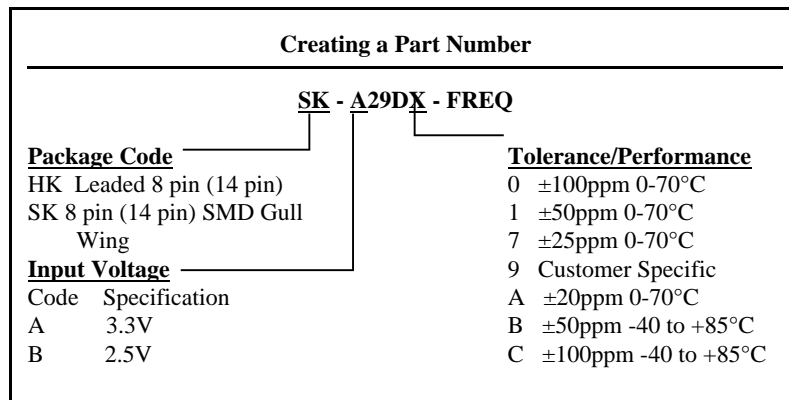 Creating a Part Number
SK - A29DX - FREQ
Package Code
HK Leaded 8 pin (14 pin)
SK 8 pin (14 pin) SMD Gull
Wing
Input Voltage
Code Specification
A 3.3V
B 2.5V
Tolerance/Performance
0 ±100ppm 0-70°C
1 ±50ppm 0-70°C
7 ±25ppm 0-70°C
9 Customer Specific
A ±20ppm 0-70°C
B ±50ppm -40 to +85°C
C ±100ppm -40 to +85°C